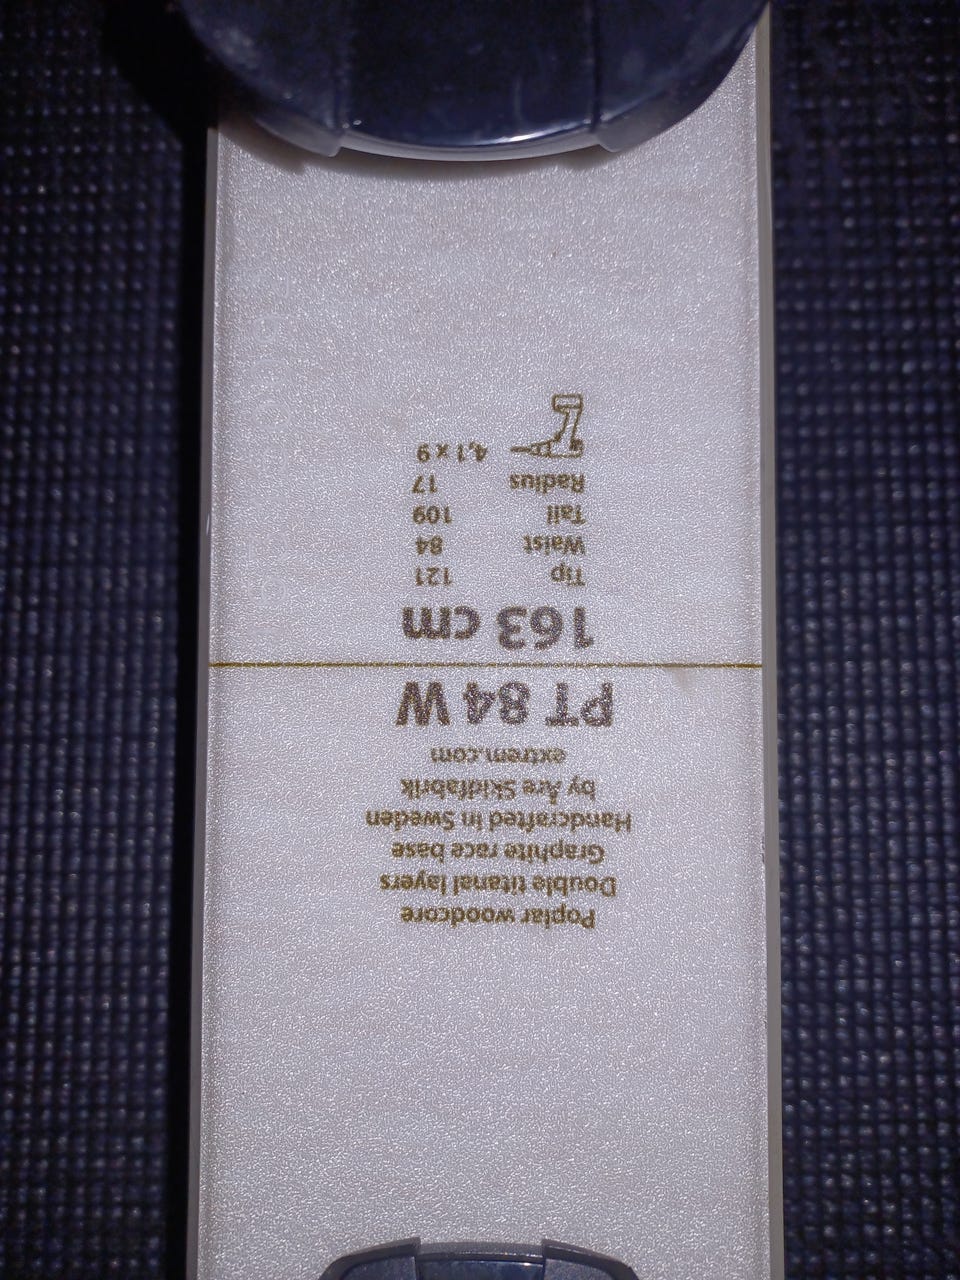 Poplar woodcore
Double titanal layers
Graphite race base
Handcrafted in Sweden
by Åre Skidfabrik
extrem.com
PT 84 W
163 cm
Tip 121
Waist 84
Tail 109
Radius 17
4,1 x 9